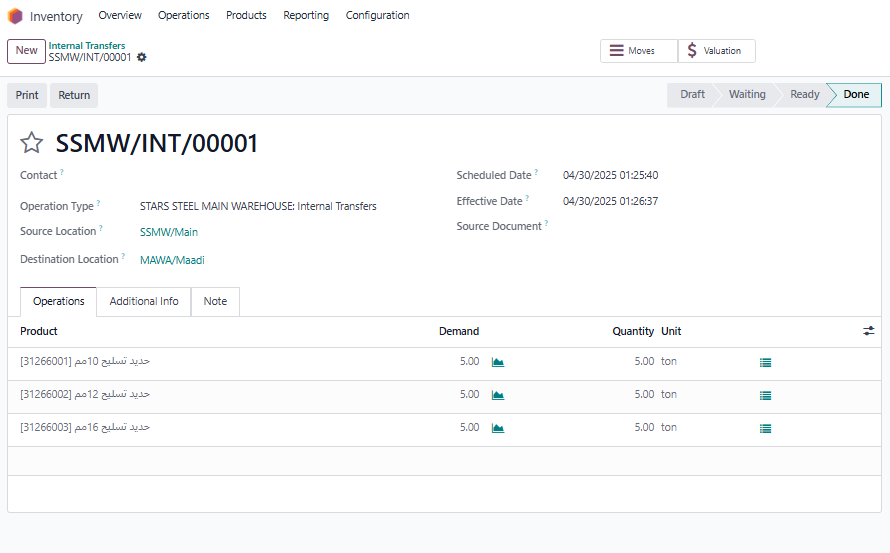 Inventory Overview Operations Products Reporting Configuration
New Internal Transfers
SSMW/INT/00001
Moves
Valuation
Print Return Draft Waiting Ready Done
SSMW/INT/00001
Contact ?
Scheduled Date ? 04/30/2025 01:25:40
Operation Type ? STARS STEEL MAIN WAREHOUSE: Internal Transfers
Effective Date ? 04/30/2025 01:26:37
Source Location ? SSMW/Main
Source Document ?
Destination Location ? MAWA/Maadi
Operations Additional Info Note
Product Demand Quantity Unit
[31266001] حديد تسليح 10مم 5.00 5.00 ton
[31266002] حديد تسليح 12مم 5.00 5.00 ton
[31266003] حديد تسليح 16مم 5.00 5.00 ton